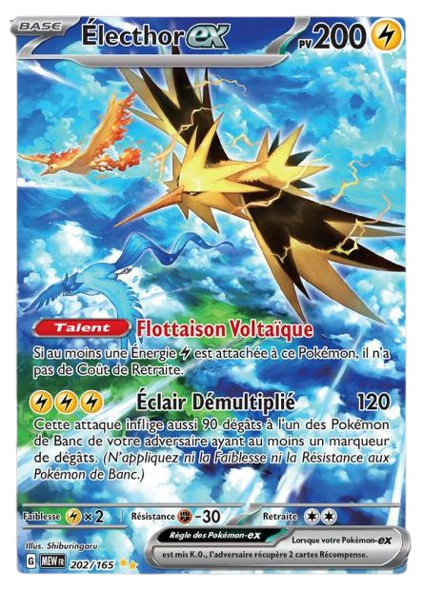 BASE Électhor ex PV 200
Talent Flottaison Voltaïque
Si au moins une Énergie est attachée à ce Pokémon, il n'a
pas de Coût de Retraite.
Éclair Démultiplié 120
Cette attaque inflige aussi 90 dégâts à l'un des Pokémon
de Banc de votre adversaire ayant au moins un marqueur
de dégâts. (N'appliquez ni la Faiblesse ni la Résistance aux
Pokémon de Banc.)
Faiblesse ×2 Résistance -30 Retraite
Illus. Shiburingaru
Règle des Pokémon-ex Lorsque votre Pokémon-ex
est mis K.O., l'adversaire récupère 2 cartes Récompense.
G MEW FR 202/165